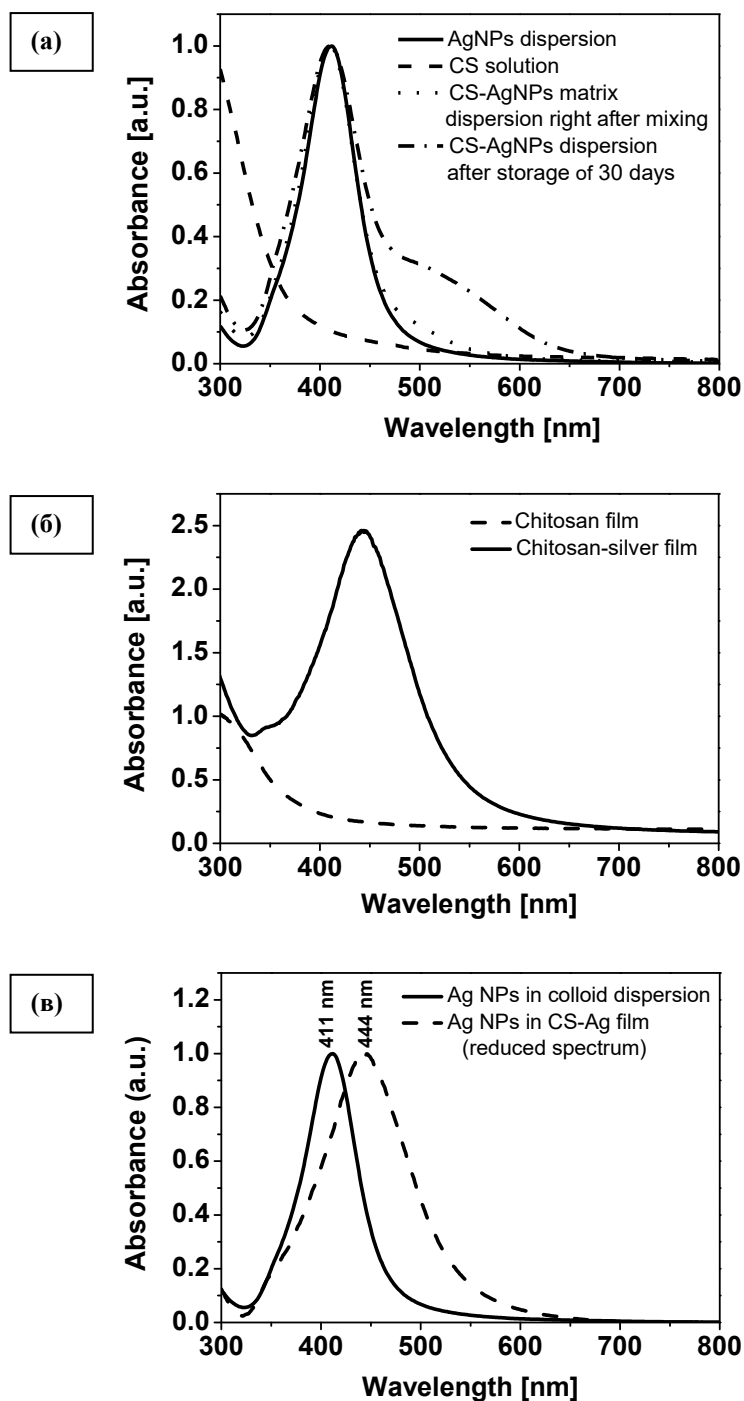 (а)
AgNPs dispersion
CS solution
CS-AgNPs matrix
dispersion right after mixing
CS-AgNPs dispersion
after storage of 30 days
1.0
0.8
0.6
0.4
0.2
0.0
Absorbance [a.u.]
300 400 500 600 700 800
Wavelength [nm]
(б)
Chitosan film
Chitosan-silver film
2.5
2.0
1.5
1.0
0.5
0.0
Absorbance [a.u.]
300 400 500 600 700 800
Wavelength [nm]
(в)
411 nm
444 nm
Ag NPs in colloid dispersion
Ag NPs in CS-Ag film
(reduced spectrum)
1.2
1.0
0.8
0.6
0.4
0.2
0.0
Absorbance (a.u.)
300 400 500 600 700 800
Wavelength [nm]